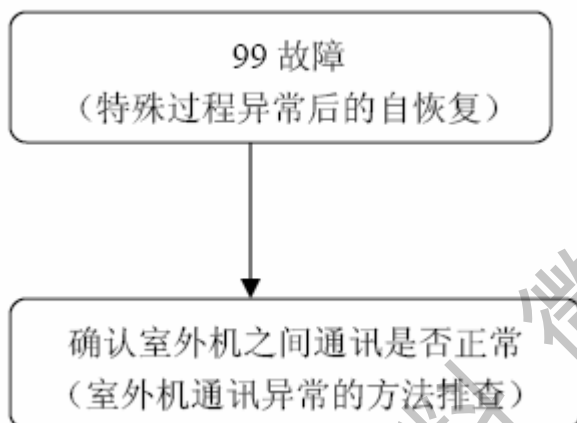 99 故障
（特殊过程异常后的自恢复）
确认室外机之间通讯是否正常
（室外机通讯异常的方法排查）